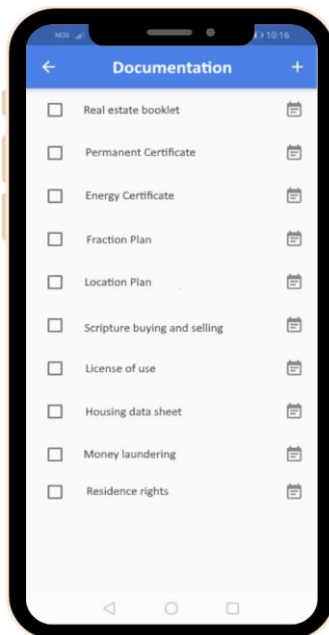 NOS 10:16
Documentation
Real estate booklet
Permanent Certificate
Energy Certificate
Fraction Plan
Location Plan
Scripture buying and selling
License of use
Housing data sheet
Money laundering
Residence rights